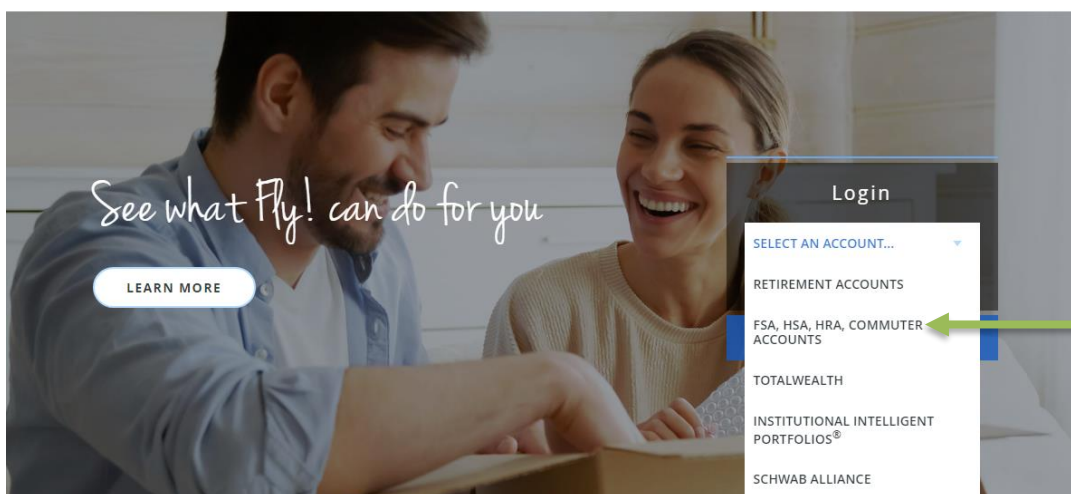 See what Fly! can do for you
LEARN MORE
Login
SELECT AN ACCOUNT...
RETIREMENT ACCOUNTS
FSA, HSA, HRA, COMMUTER
ACCOUNTS
TOTALWEALTH
INSTITUTIONAL INTELLIGENT
PORTFOLIOS®
SCHWAB ALLIANCE